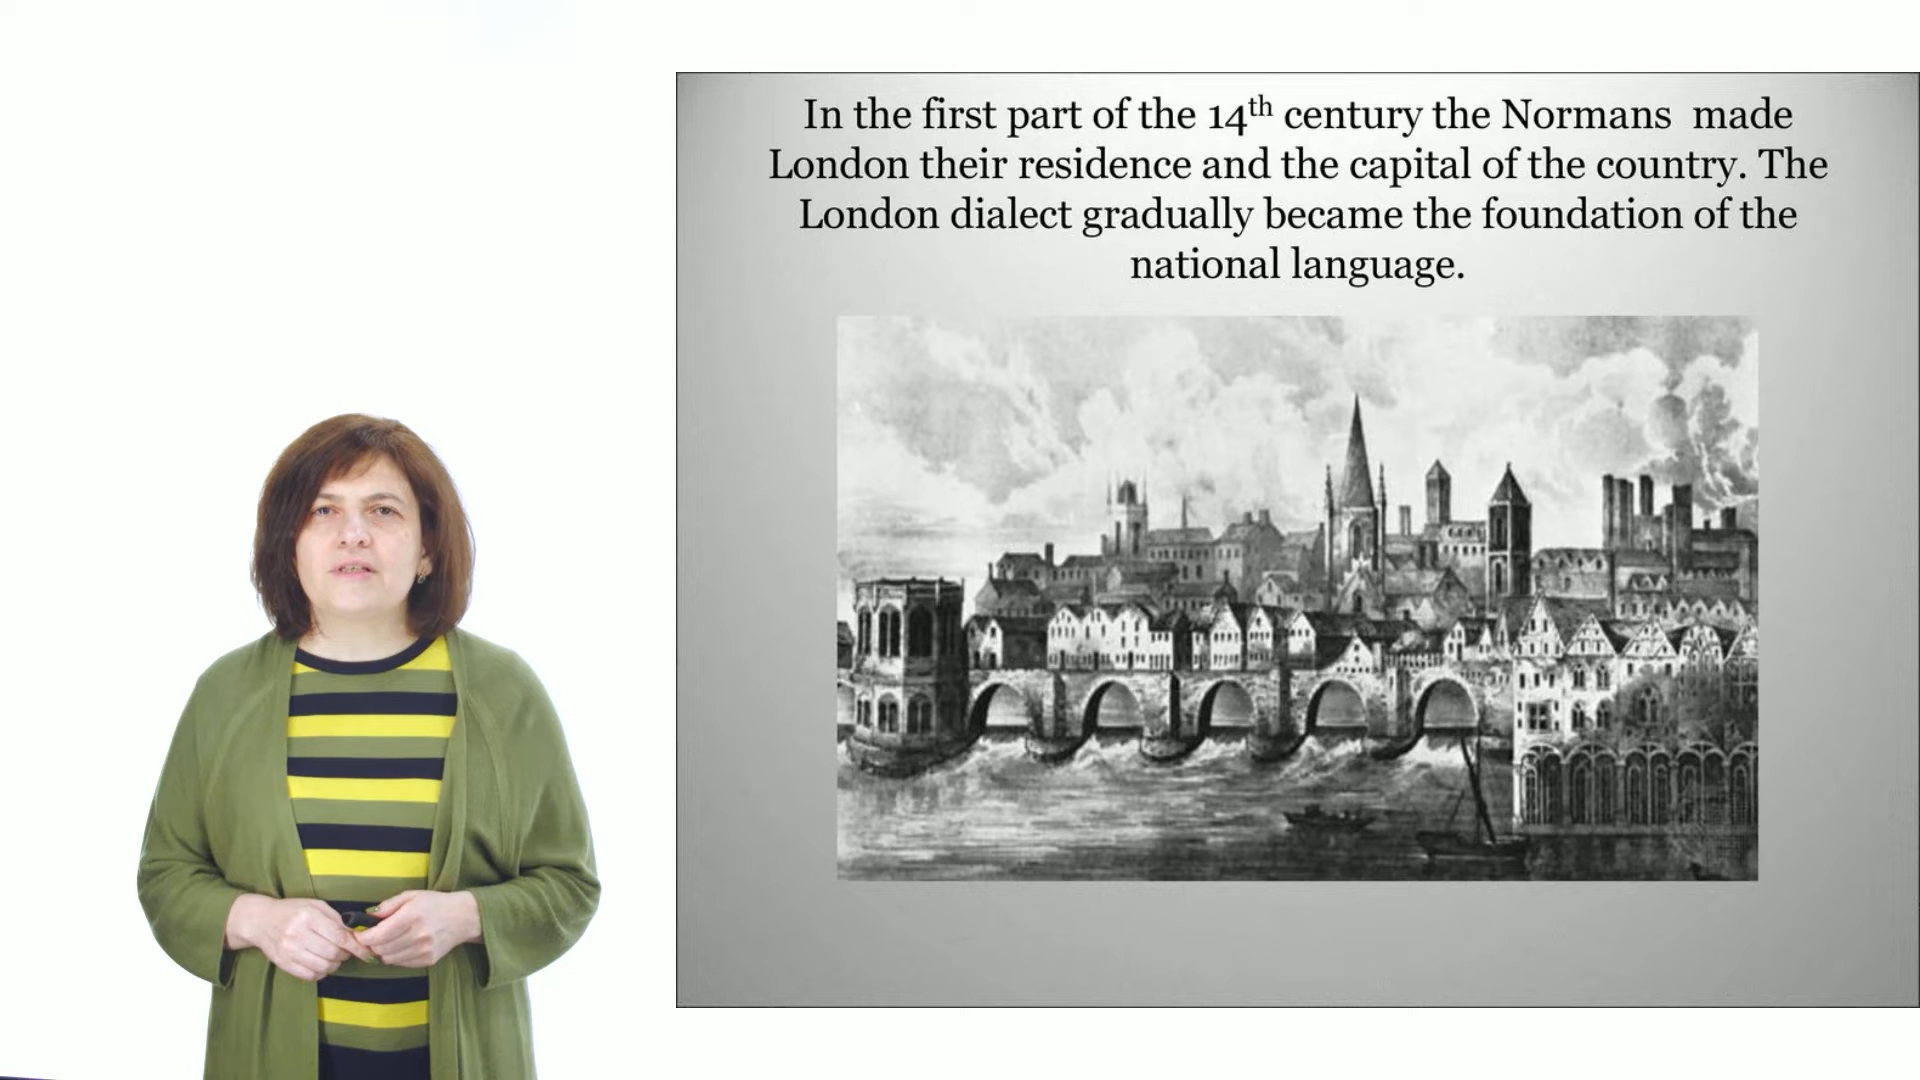 In the first part of the 14th century the Normans made
London their residence and the capital of the country. The
London dialect gradually became the foundation of the
national language.